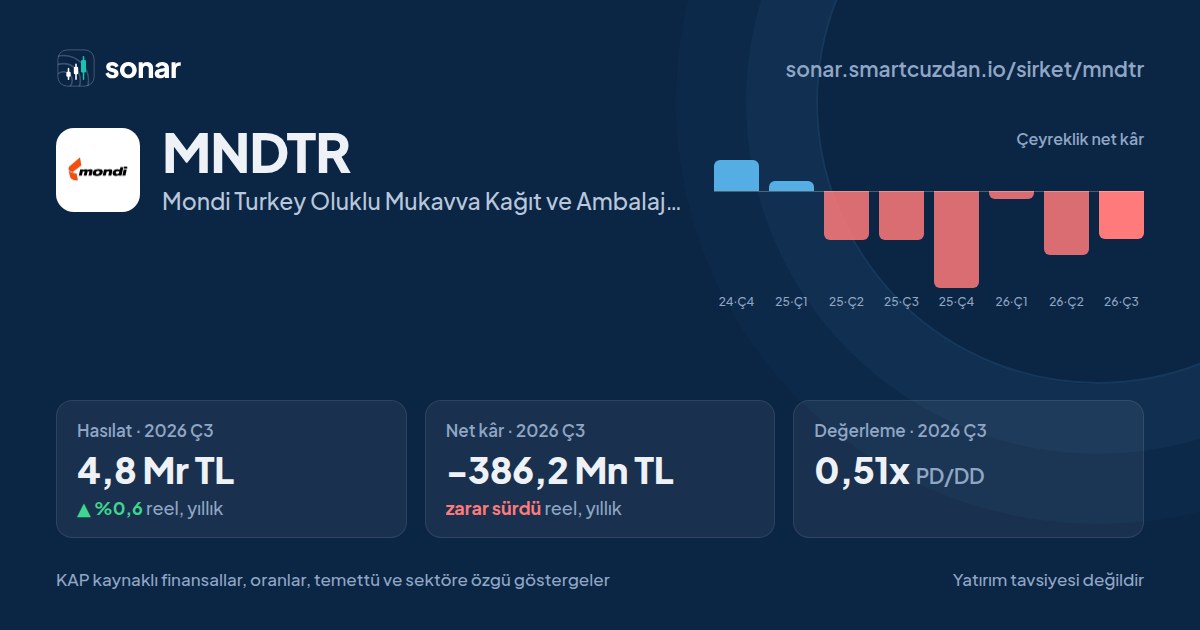 sonar
sonar.smartcuzdan.io/sirket/mndtr
mondi
MNDTR
Mondi Turkey Oluklu Mukavva Kağıt ve Ambalaj...
Çeyreklik net kâr
24·Ç4 25·Ç1 25·Ç2 25·Ç3 25·Ç4 26·Ç1 26·Ç2 26·Ç3
Hasılat · 2026 Ç3
4,8 Mr TL
▲ %0,6 reel, yıllık
Net kâr · 2026 Ç3
−386,2 Mn TL
zarar sürdü reel, yıllık
Değerleme · 2026 Ç3
0,51x PD/DD
KAP kaynaklı finansallar, oranlar, temettü ve sektöre özgü göstergeler
Yatırım tavsiyesi değildir